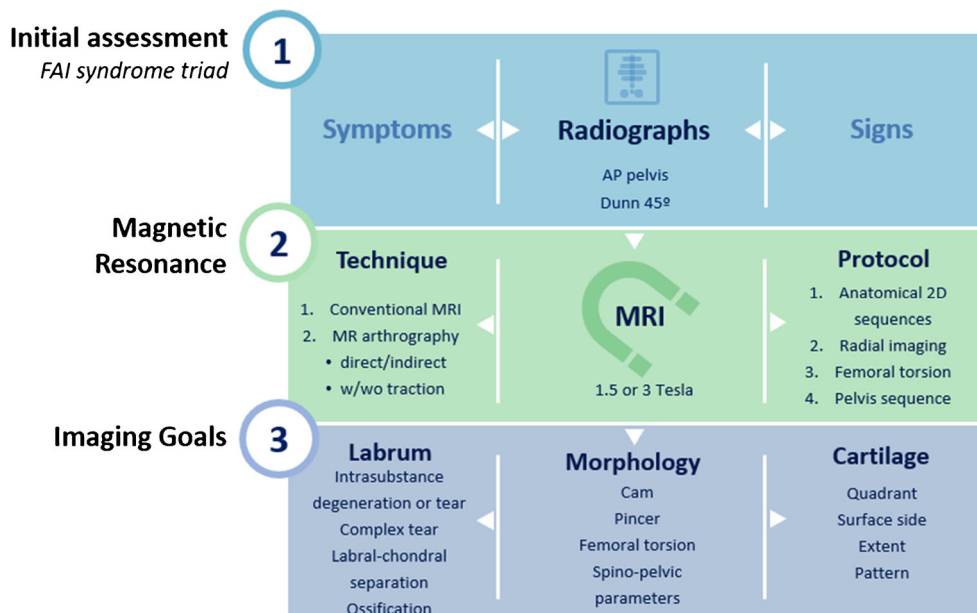 Initial assessment
FAI syndrome triad
1
Symptoms
Radiographs
AP pelvis
Dunn 45º
Signs
Magnetic
Resonance
2
Technique
1. Conventional MRI
2. MR arthrography
• direct/indirect
• w/wo traction
MRI
1.5 or 3 Tesla
Protocol
1. Anatomical 2D
sequences
2. Radial imaging
3. Femoral torsion
4. Pelvis sequence
Imaging Goals
3
Labrum
Intrasubstance
degeneration or tear
Complex tear
Labral-chondral
separation
Ossification
Morphology
Cam
Pincer
Femoral torsion
Spino-pelvic
parameters
Cartilage
Quadrant
Surface side
Extent
Pattern